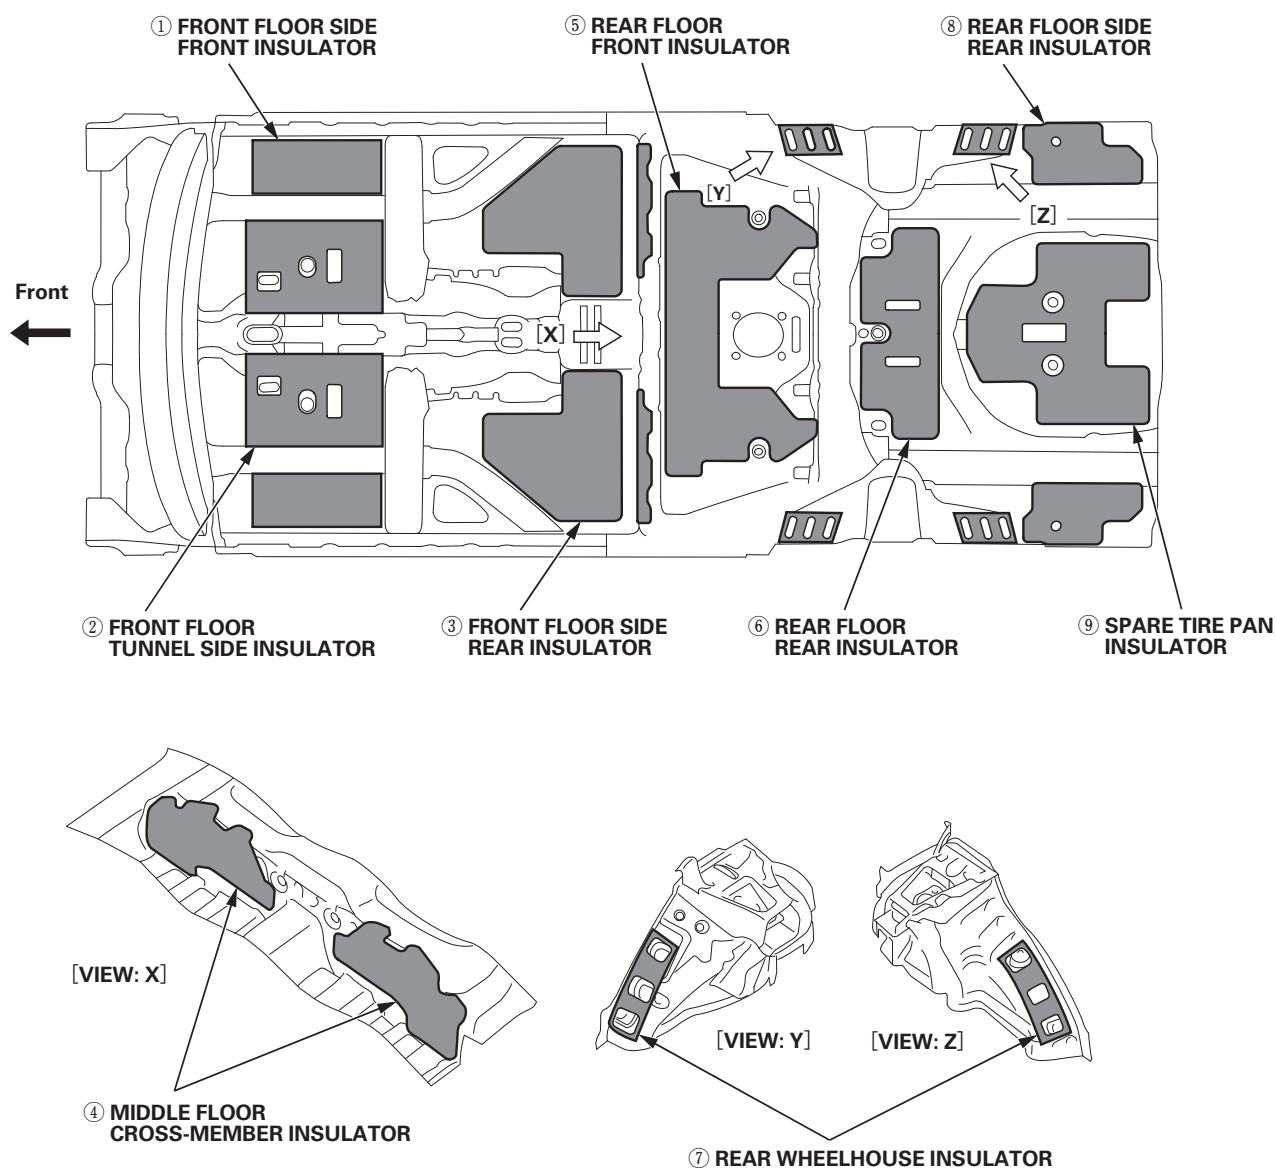 ① FRONT FLOOR SIDE
FRONT INSULATOR
⑤ REAR FLOOR
FRONT INSULATOR
⑧ REAR FLOOR SIDE
REAR INSULATOR
[Y]
[Z]
Front
[X]
② FRONT FLOOR
TUNNEL SIDE INSULATOR
③ FRONT FLOOR SIDE
REAR INSULATOR
⑥ REAR FLOOR
REAR INSULATOR
⑨ SPARE TIRE PAN
INSULATOR
[VIEW: X]
[VIEW: Y]
[VIEW: Z]
④ MIDDLE FLOOR
CROSS-MEMBER INSULATOR
⑦ REAR WHEELHOUSE INSULATOR